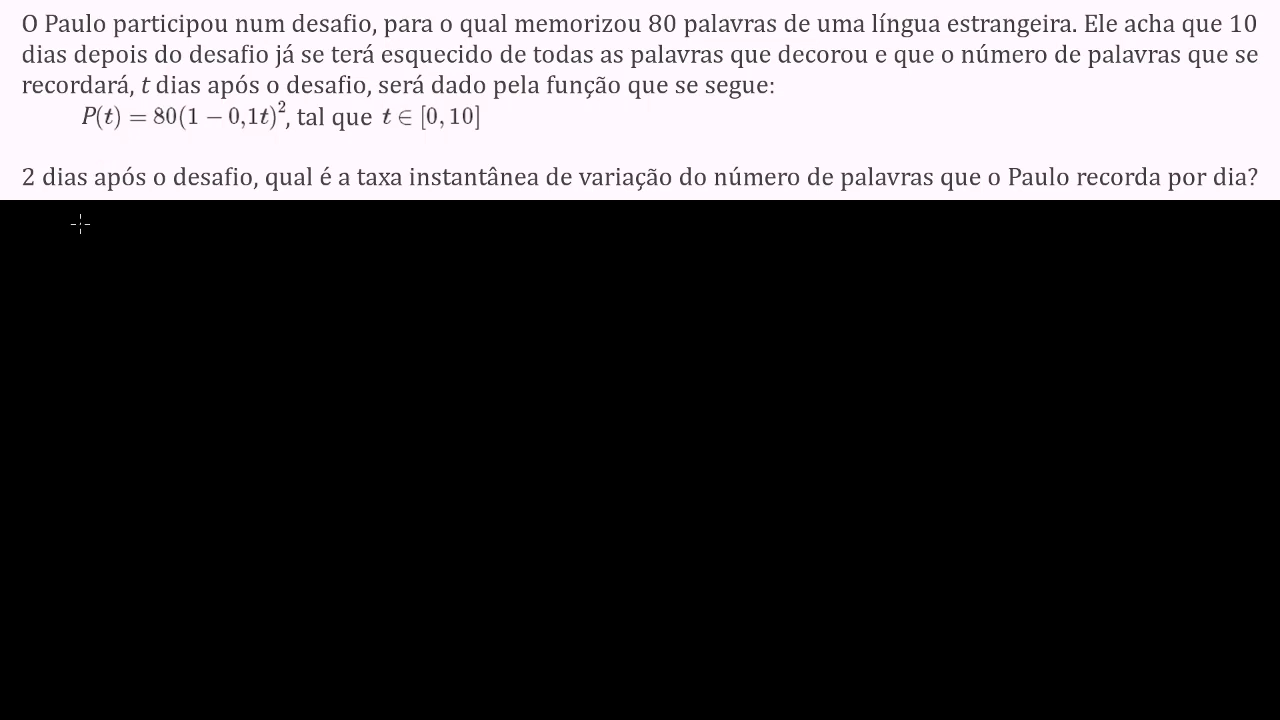 O Paulo participou num desafio, para o qual memorizou 80 palavras de uma língua estrangeira. Ele acha que 10
dias depois do desafio já se terá esquecido de todas as palavras que decorou e que o número de palavras que se
recordará, t dias após o desafio, será dado pela função que se segue:
P(t) = 80(1 − 0,1t)², tal que t ∈ [0, 10]
2 dias após o desafio, qual é a taxa instantânea de variação do número de palavras que o Paulo recorda por dia?